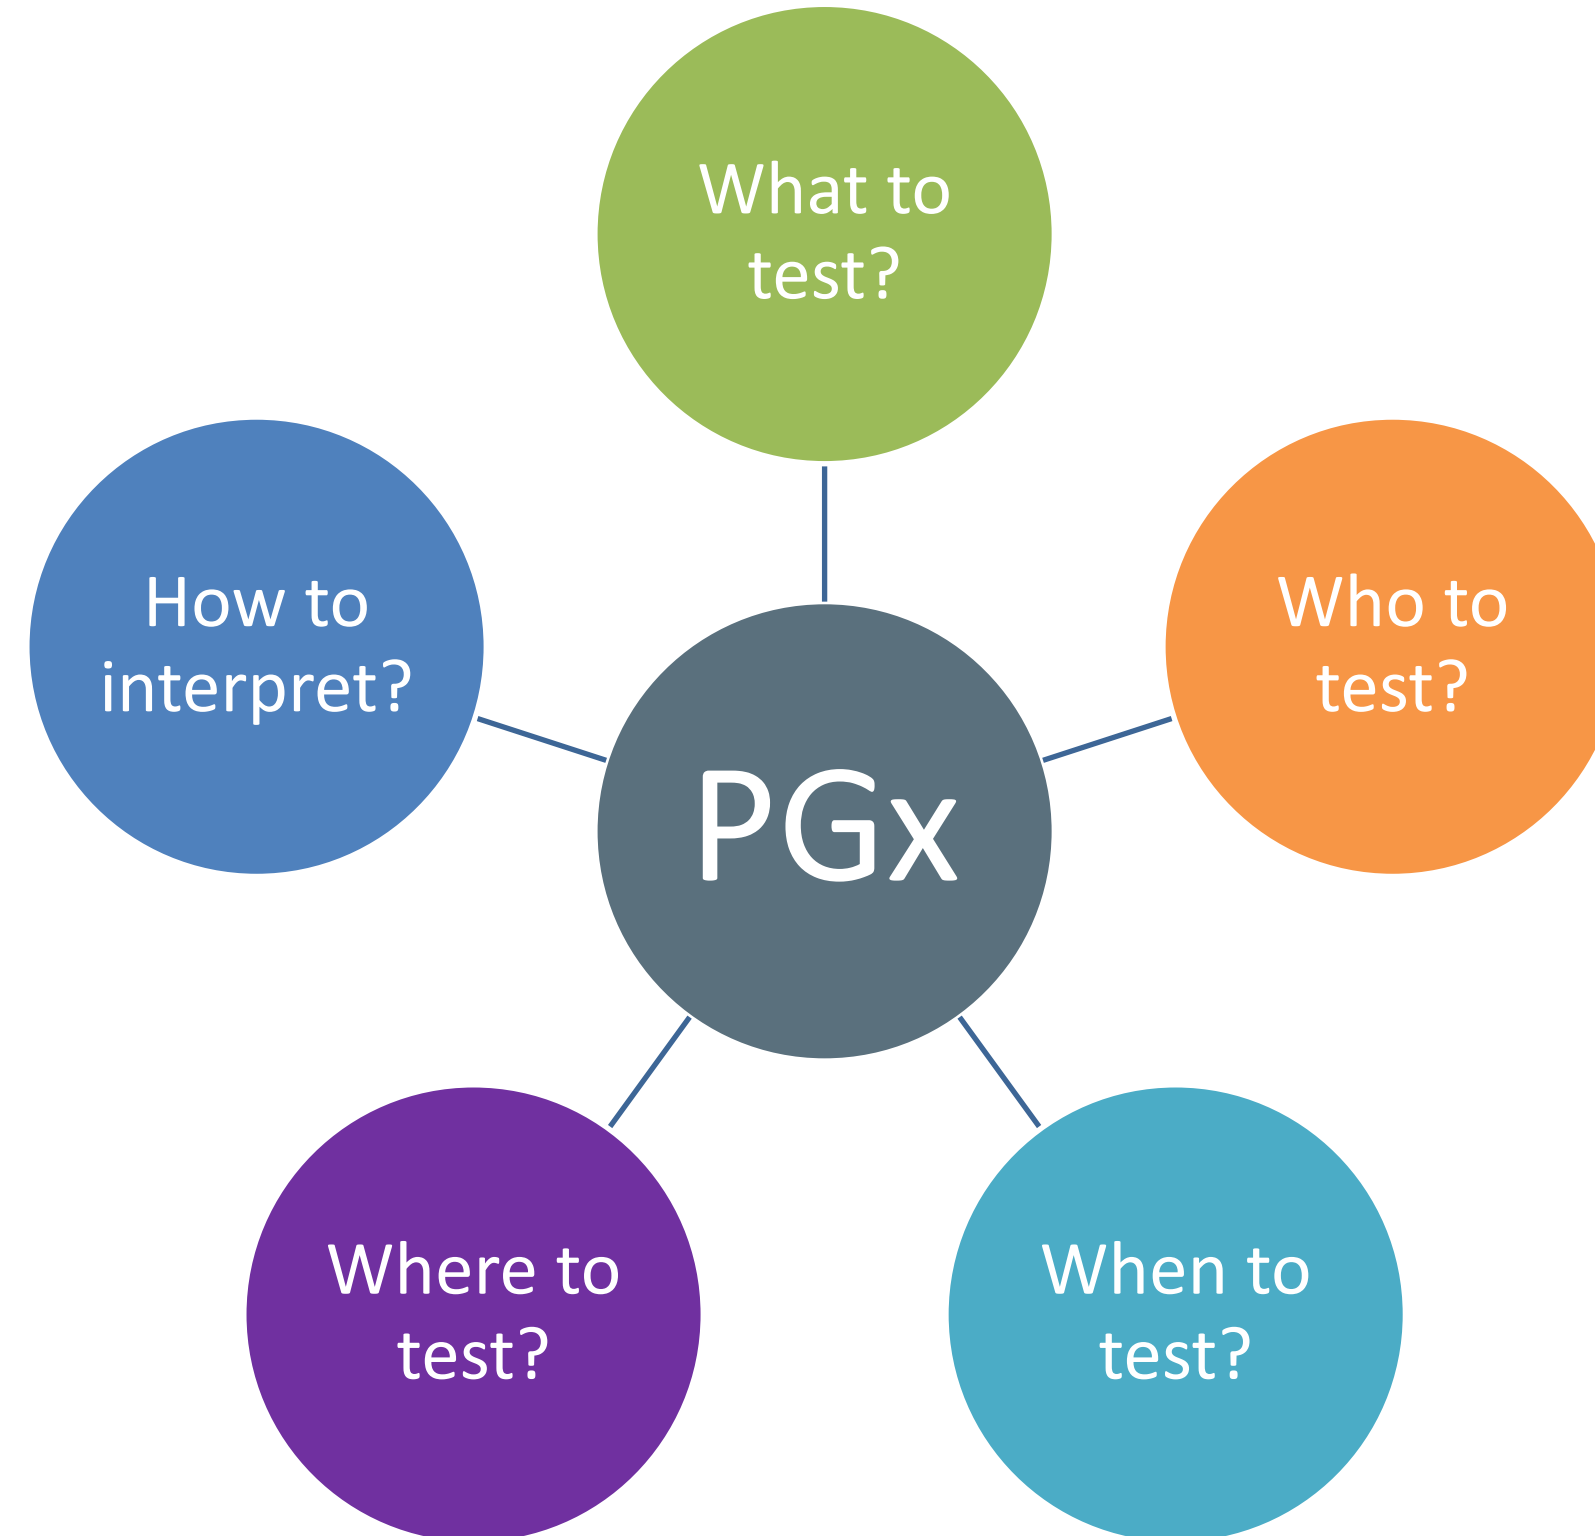 What to
test?
How to
interpret?
Who to
test?
PGx
Where to
test?
When to
test?